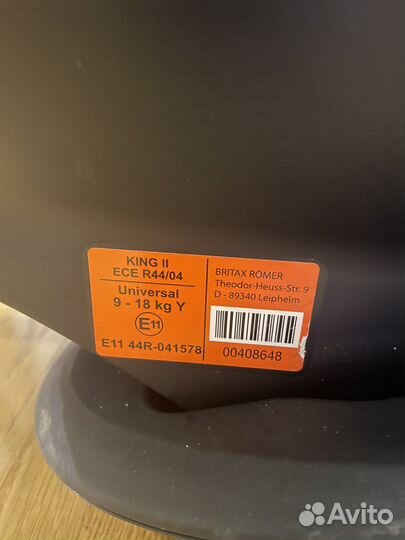 KING II
ECE R44/04
Universal
9 - 18 kg Y
E11
E11 44R-041578
BRITAX RÖMER
Theodor-Heuss-Str. 9
D - 89340 Leipheim
00408648
Avito